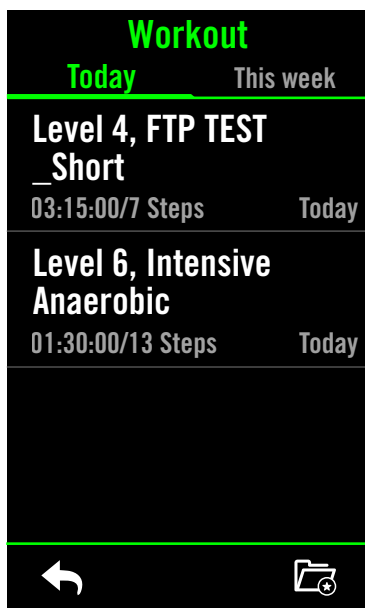 Workout
Today This week
Level 4, FTP TEST
_Short
03:15:00/7 Steps Today
Level 6, Intensive
Anaerobic
01:30:00/13 Steps Today